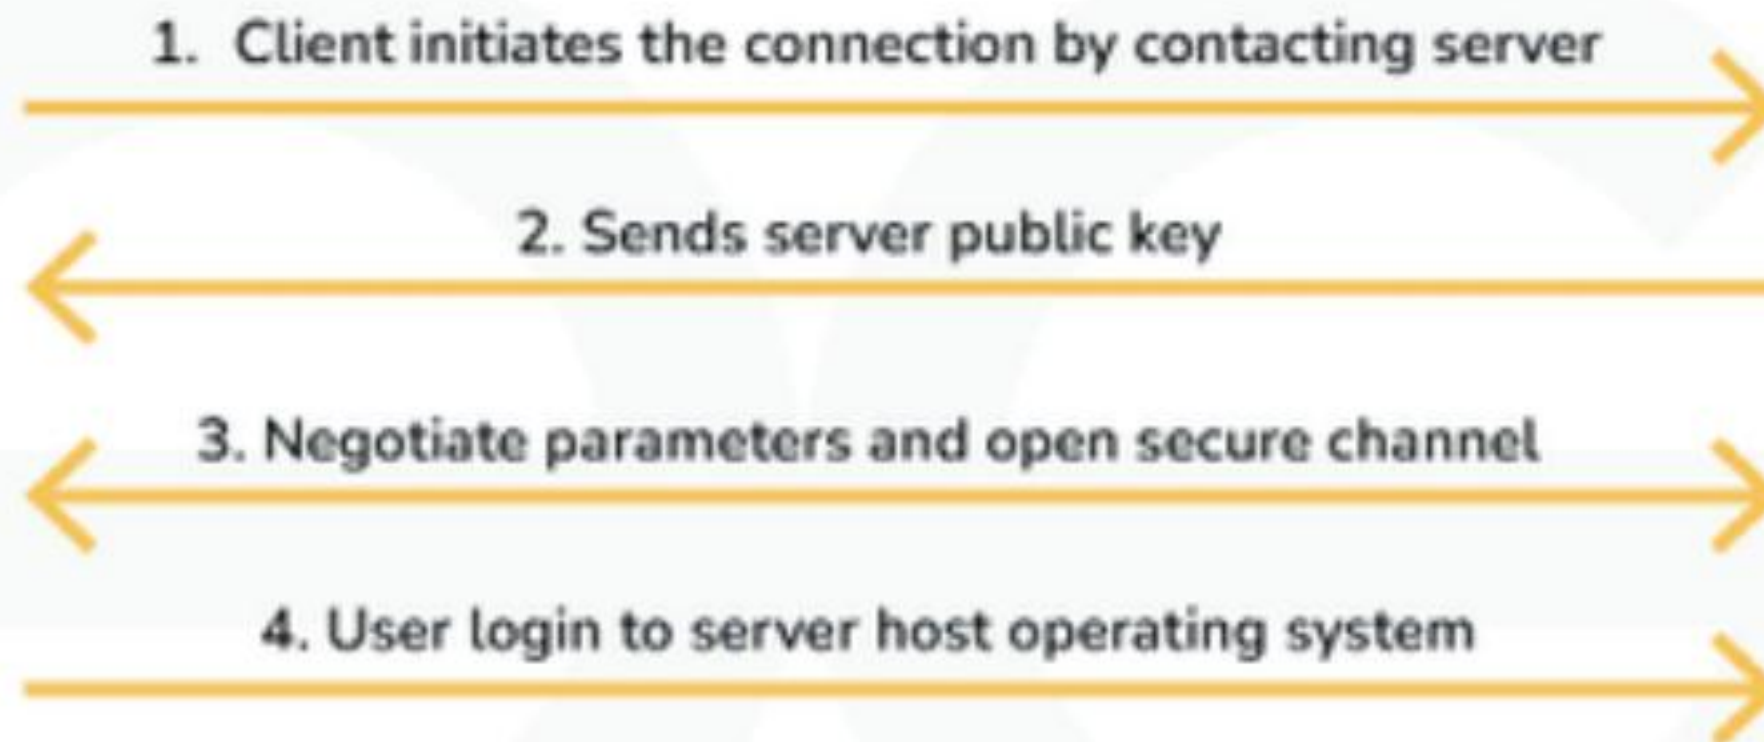 1. Client initiates the connection by contacting server
2. Sends server public key
3. Negotiate parameters and open secure channel
4. User login to server host operating system